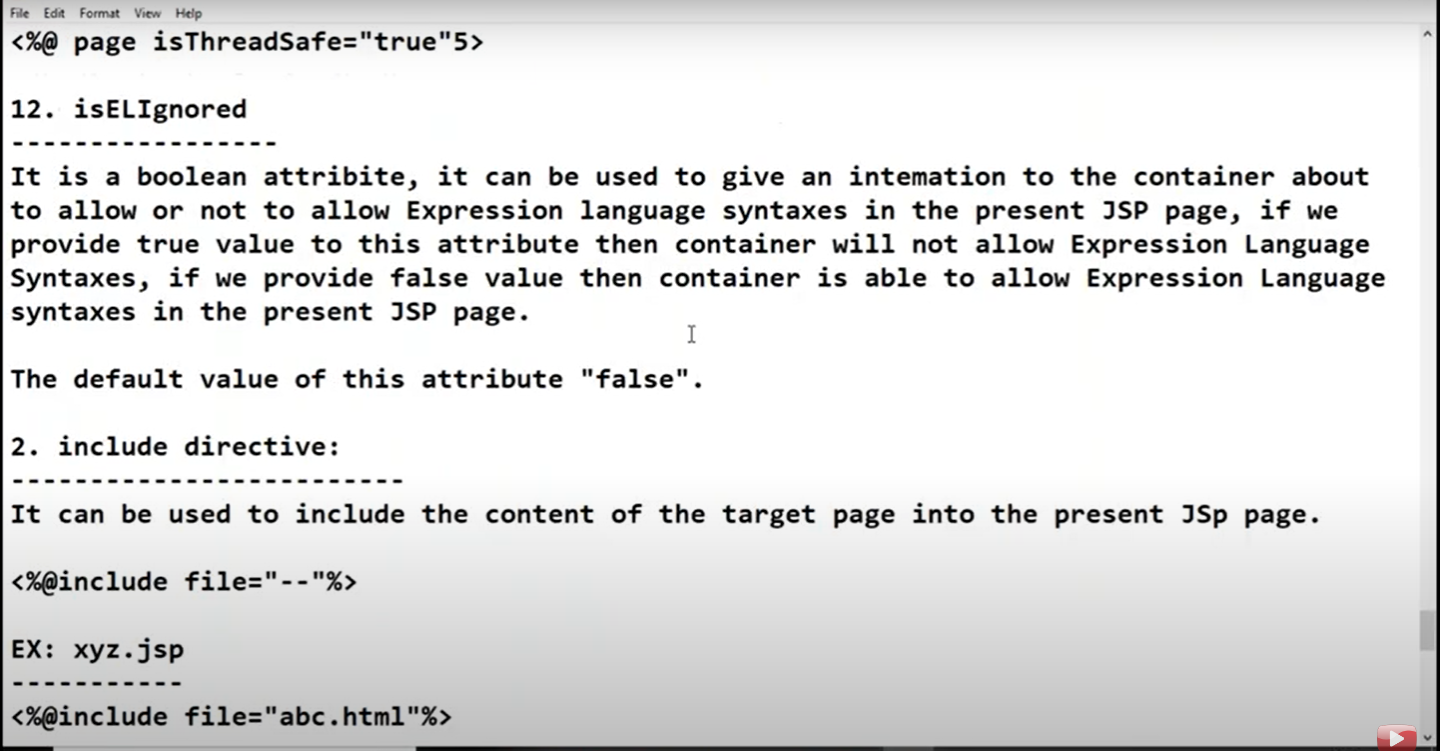 File Edit Format View Help
<%@ page isThreadSafe="true"5>
12. isELIgnored
-----------------
It is a boolean attribite, it can be used to give an intemation to the container about
to allow or not to allow Expression language syntaxes in the present JSP page, if we
provide true value to this attribute then container will not allow Expression Language
Syntaxes, if we provide false value then container is able to allow Expression Language
syntaxes in the present JSP page.
The default value of this attribute "false".
2. include directive:
-------------------------
It can be used to include the content of the target page into the present JSp page.
<%@include file="--"%>
EX: xyz.jsp
-----------
<%@include file="abc.html"%>